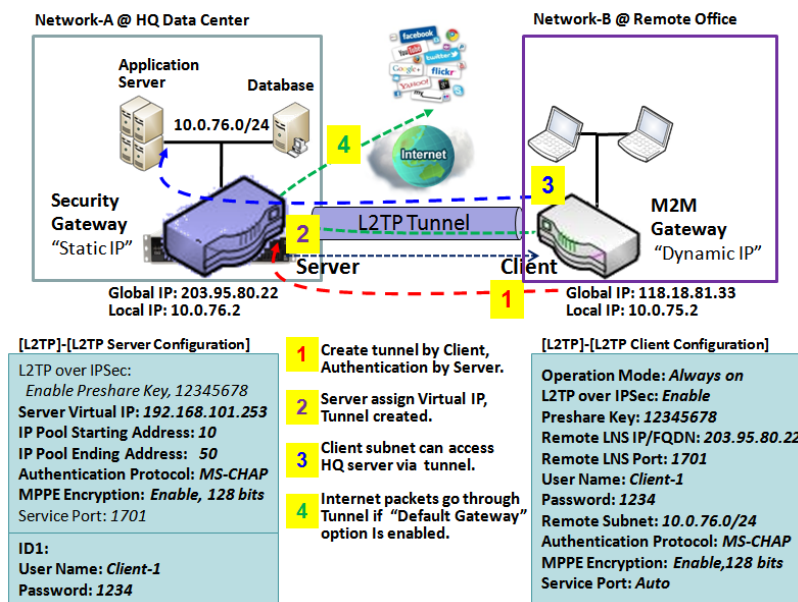 Network-A @ HQ Data Center
Network-B @ Remote Office
Application
Server
Database
10.0.76.0/24
facebook
YouTube
twitter
Google+
flickr
YAHOO!
my
4
Internet
3
Security
Gateway
"Static IP"
2
L2TP Tunnel
M2M
Gateway
"Dynamic IP"
Server
Client
1
Global IP: 203.95.80.22
Local IP: 10.0.76.2
Global IP: 118.18.81.33
Local IP: 10.0.75.2
[L2TP]-[L2TP Server Configuration]
L2TP over IPSec:
Enable Preshare Key, 12345678
Server Virtual IP: 192.168.101.253
IP Pool Starting Address: 10
IP Pool Ending Address: 50
Authentication Protocol: MS-CHAP
MPPE Encryption: Enable, 128 bits
Service Port: 1701
ID1:
User Name: Client-1
Password: 1234
1 Create tunnel by Client,
Authentication by Server.
2 Server assign Virtual IP,
Tunnel created.
3 Client subnet can access
HQ server via tunnel.
4 Internet packets go through
Tunnel if "Default Gateway"
option Is enabled.
[L2TP]-[L2TP Client Configuration]
Operation Mode: Always on
L2TP over IPSec: Enable
Preshare Key: 12345678
Remote LNS IP/FQDN: 203.95.80.22
Remote LNS Port: 1701
User Name: Client-1
Password: 1234
Remote Subnet: 10.0.76.0/24
Authentication Protocol: MS-CHAP
MPPE Encryption: Enable,128 bits
Service Port: Auto